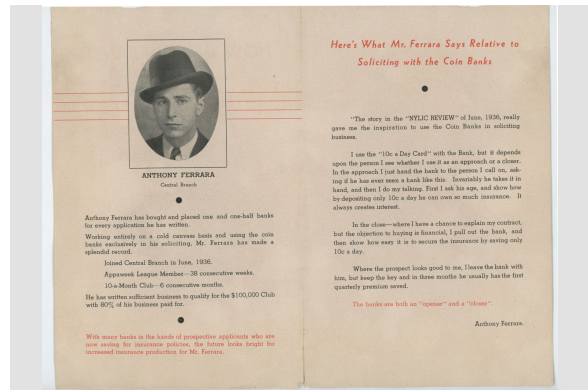 ANTHONY FERRARA
Central Branch
Anthony Ferrara has bought and placed one and one-half banks
for every application he has written.
Working entirely on a cold canvass basis and using the coin
banks exclusively in his soliciting, Mr. Ferrara has made a
splendid record.
Joined Central Branch in June, 1936.
Appaweek League Member—38 consecutive weeks.
10-a-Month Club—6 consecutive months.
He has written sufficient business to qualify for the $100,000 Club
with 80% of his business paid for.
With many banks in the hands of prospective applicants who are
now saving for insurance policies, the future looks bright for
increased insurance production for Mr. Ferrara.
Here's What Mr. Ferrara Says Relative to
Soliciting with the Coin Banks
"The story in the "NYLIC REVIEW" of June, 1936, really
gave me the inspiration to use the Coin Banks in soliciting
business.
I use the "10c a Day Card" with the Bank, but it depends
upon the person I see whether I use it as an approach or a closer.
In the approach I just hand the bank to the person I call on, ask-
ing if he has ever seen a bank like this. Invariably he takes it in
hand, and then I do my talking. First I ask his age, and show how
by depositing only 10c a day he can own so much insurance. It
always creates interest.
In the close—where I have a chance to explain my contract,
but the objection to buying is financial, I pull out the bank, and
then show how easy it is to secure the insurance by saving only
10c a day.
Where the prospect looks good to me, I leave the bank with
him, but keep the key and in three months he usually has the first
quarterly premium saved.
The banks are both an "opener" and a "closer".
Anthony Ferrara.